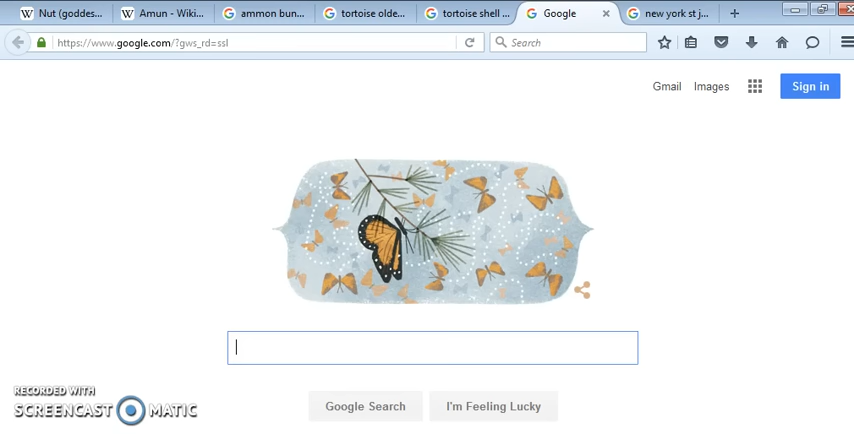 Nut (goddes...
Amun - Wiki...
ammon bun...
tortoise olde...
tortoise shell ...
Google
new york st j...
https://www.google.com/?gws_rd=ssl
Search
Gmail
Images
Sign in
Google Search
I'm Feeling Lucky
RECORDED WITH
SCREENCAST MATIC